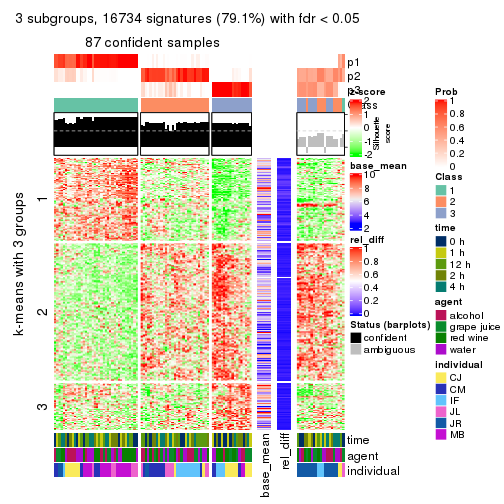 3 subgroups, 16734 signatures (79.1%) with fdr < 0.05
87 confident samples
p1
p2
p3
Class
Silhouette
score
1
2
3
k-means with 3 groups
base_mean
rel_diff
time
agent
individual
z-score
2
1
0
-1
-2
base_mean
10
8
6
4
2
rel_diff
1
0.8
0.6
0.4
0.2
0
Status (barplots)
confident
ambiguous
Prob
1
0.8
0.6
0.4
0.2
0
Class
1
2
3
time
0 h
1 h
12 h
2 h
4 h
agent
alcohol
grape juice
red wine
water
individual
CJ
CM
IF
JL
JR
MB